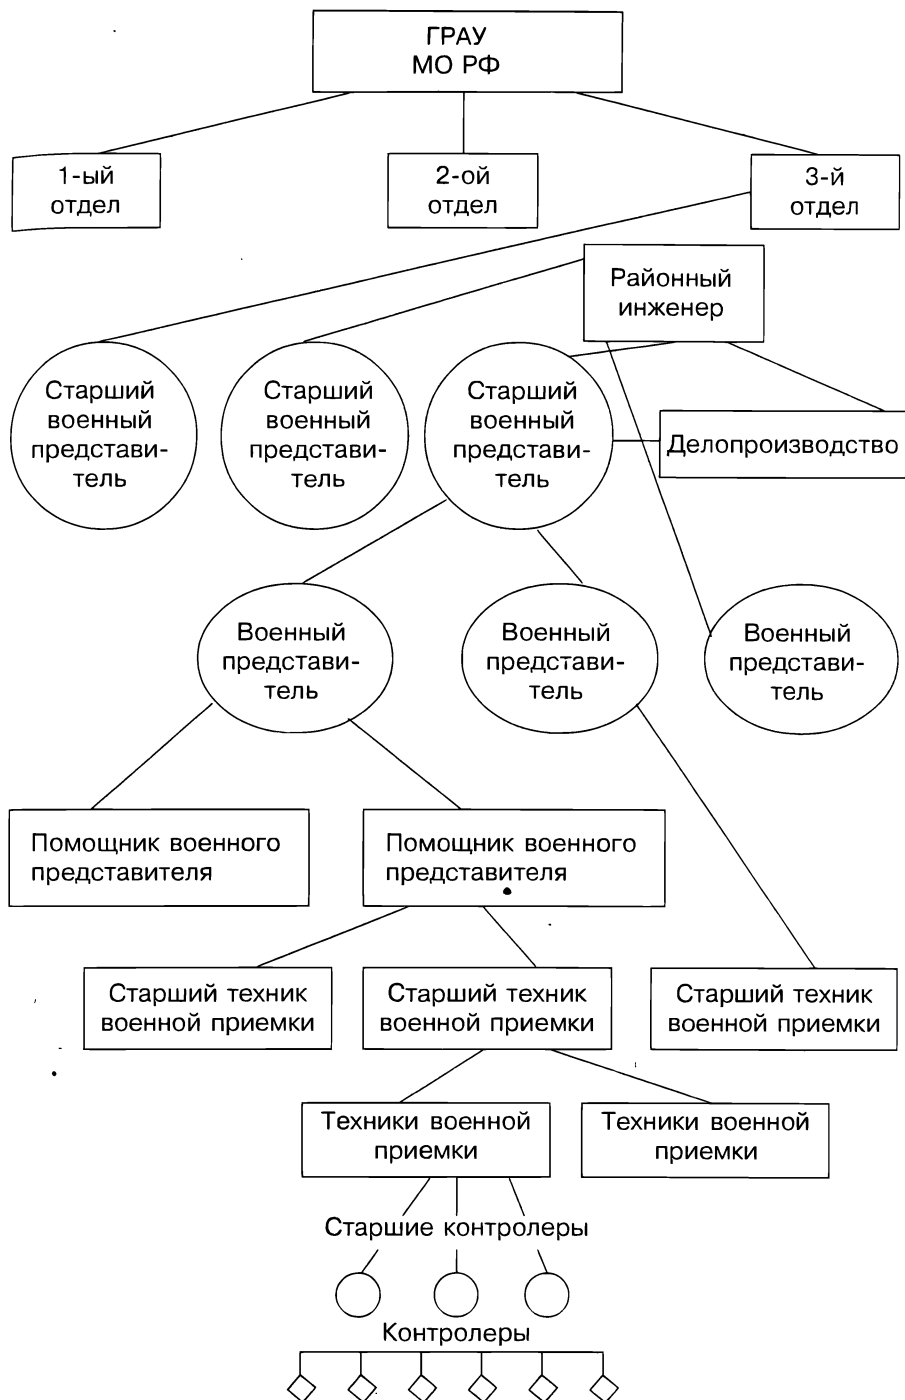 ГРАУ
МО РФ
1-ый
отдел
2-ой
отдел
3-й
отдел
Районный
инженер
Старший
военный
представи-
тель
Старший
военный
представи-
тель
Старший
военный
представи-
тель
Делопроизводство
Военный
представи-
тель
Военный
представи-
тель
Военный
представи-
тель
Помощник военного
представителя
Помощник военного
представителя
Старший техник
военной приемки
Старший техник
военной приемки
Старший техник
военной приемки
Техники военной
приемки
Техники военной
приемки
Старшие контролеры
Контролеры